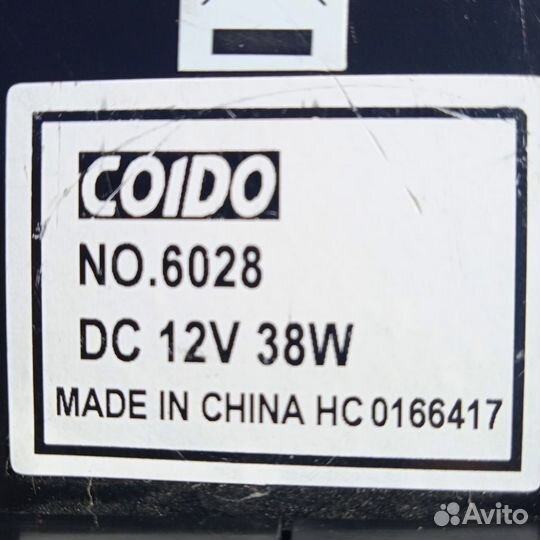 COIDO
NO.6028
DC 12V 38W
MADE IN CHINA HC 0166417
Avito